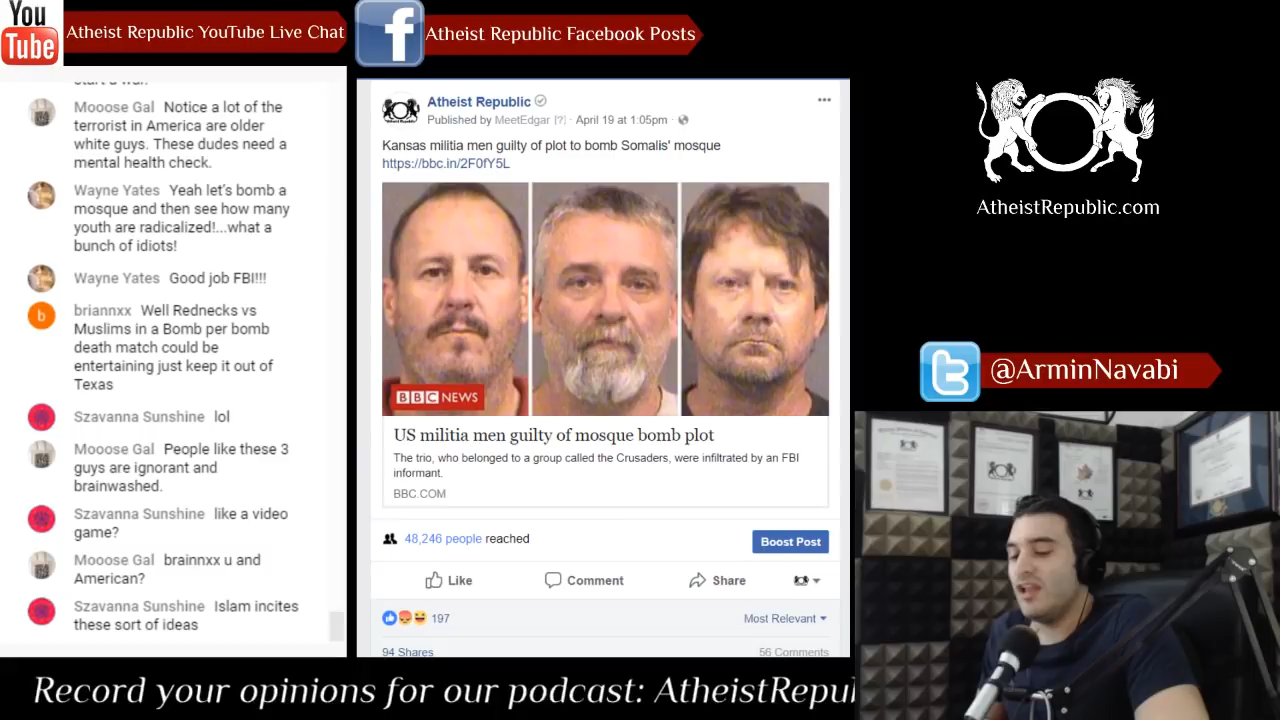 You
Tube
Atheist Republic YouTube Live Chat
Mooose Gal Notice a lot of the
terrorist in America are older
white guys. These dudes need a
mental health check.
Wayne Yates Yeah let's bomb a
mosque and then see how many
youth are radicalized!...what a
bunch of idiots!
Wayne Yates Good job FBI!!!
b
briannxx Well Rednecks vs
Muslims in a Bomb per bomb
death match could be
entertaining just keep it out of
Texas
Szavanna Sunshine lol
Mooose Gal People like these 3
guys are ignorant and
brainwashed.
Szavanna Sunshine like a video
game?
Mooose Gal brainnxx u and
American?
Szavanna Sunshine Islam incites
these sort of ideas
f
Atheist Republic Facebook Posts
Atheist Republic
Published by MeetEdgar [?] · April 19 at 1:05pm ·
Kansas militia men guilty of plot to bomb Somalis' mosque
https://bbc.in/2F0fY5L
BBC NEWS
US militia men guilty of mosque bomb plot
The trio, who belonged to a group called the Crusaders, were infiltrated by an FBI
informant.
BBC.COM
48,246 people reached
Boost Post
Like Comment Share
197
Most Relevant
94 Shares
56 Comments
AtheistRepublic.com
@ArminNavabi
Record your opinions for our podcast: AtheistRepul